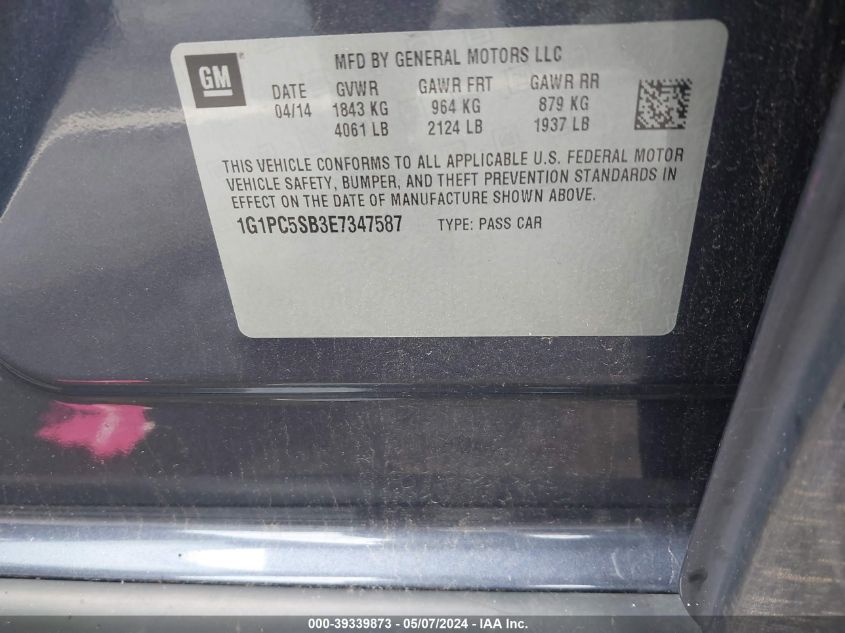 GM
MFD BY GENERAL MOTORS LLC
DATE GVWR GAWR FRT GAWR RR
04/14 1843 KG 964 KG 879 KG
4061 LB 2124 LB 1937 LB
THIS VEHICLE CONFORMS TO ALL APPLICABLE U.S. FEDERAL MOTOR
VEHICLE SAFETY, BUMPER, AND THEFT PREVENTION STANDARDS IN
EFFECT ON THE DATE OF MANUFACTURE SHOWN ABOVE.
1G1PC5SB3E7347587 TYPE: PASS CAR
000-39339873 - 05/07/2024 - IAA Inc.